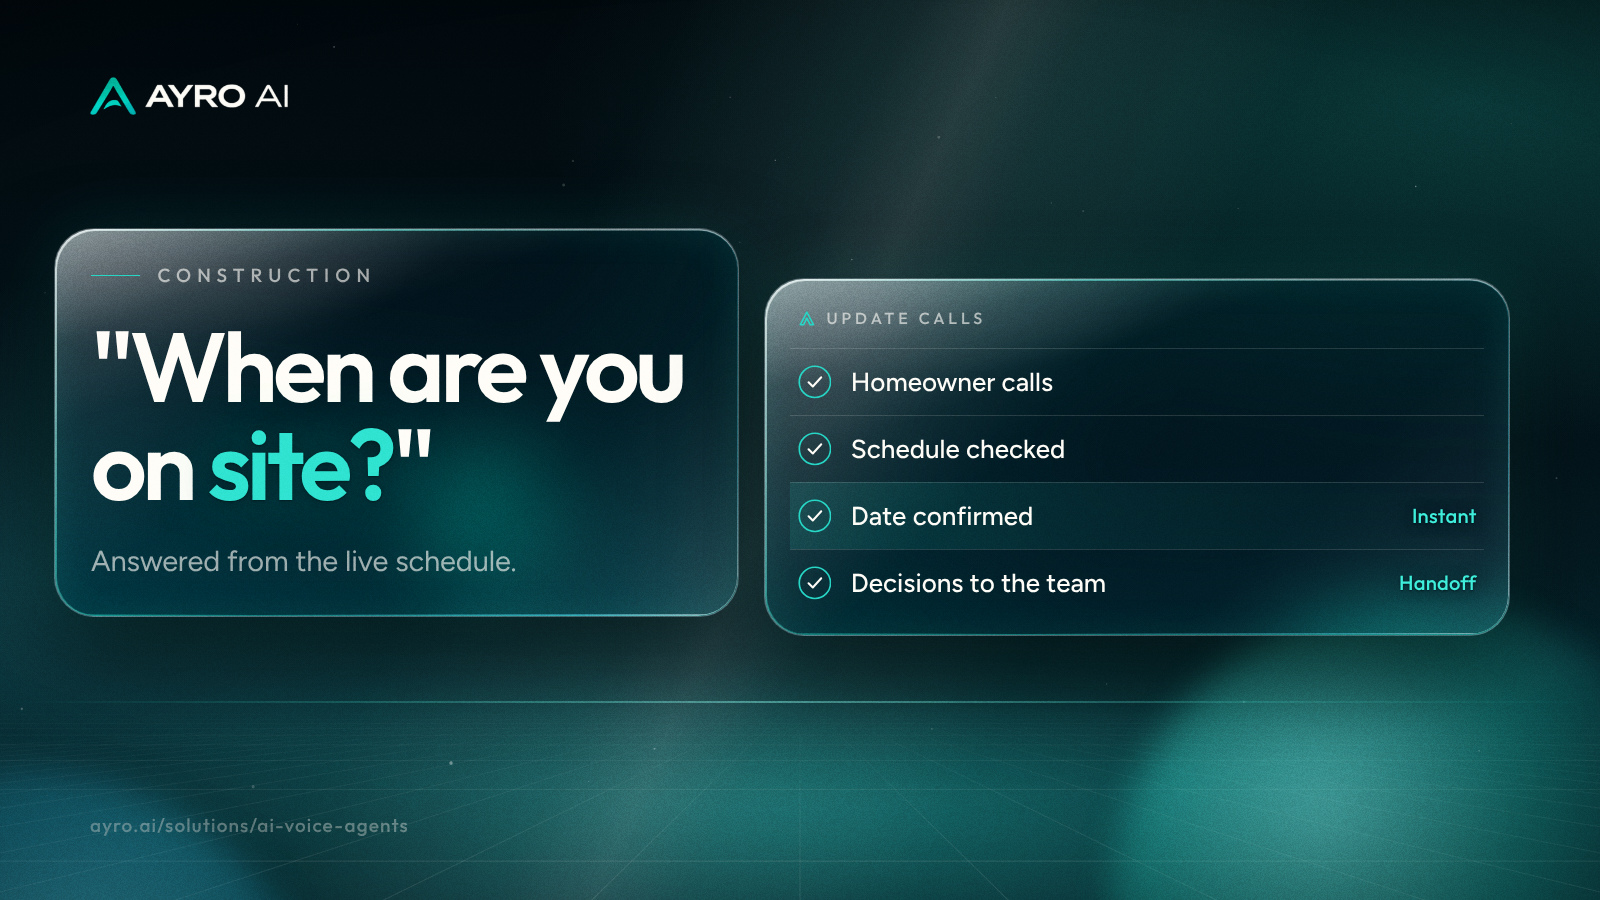 AYRO AI
CONSTRUCTION
"When are you
on site?"
Answered from the live schedule.
UPDATE CALLS
Homeowner calls
Schedule checked
Date confirmed Instant
Decisions to the team Handoff
ayro.ai/solutions/ai-voice-agents